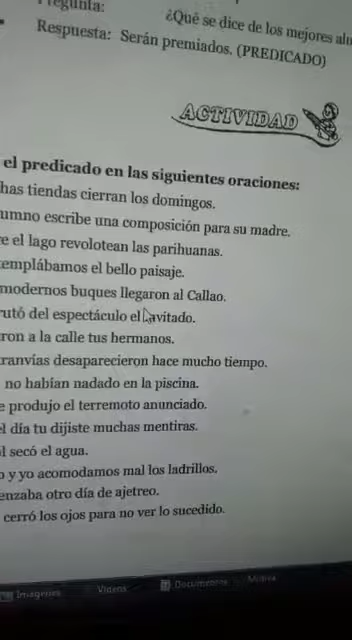 Pregunta: ¿Qué se dice de los mejores
Respuesta: Serán premiados. (PREDICADO)
ACTIVIDAD
el predicado en las siguientes oraciones:
has tiendas cierran los domingos.
umno escribe una composición para su madre.
e el lago revolotean las parihuanas.
emplábamos el bello paisaje.
modernos buques llegaron al Callao.
utó del espectáculo el
ron a la calle tus hermanos.
ranvías desaparecieron hace mucho tiempo.
no habían nadado en la piscina.
e produjo el terremoto anunciado.
el día tu dijiste muchas mentiras.
l secó el agua.
o y yo acomodamos mal los ladrillos.
enzaba otro día de ajetreo.
cerró los ojos para no ver lo sucedido.
Imágenes Videos Documentos